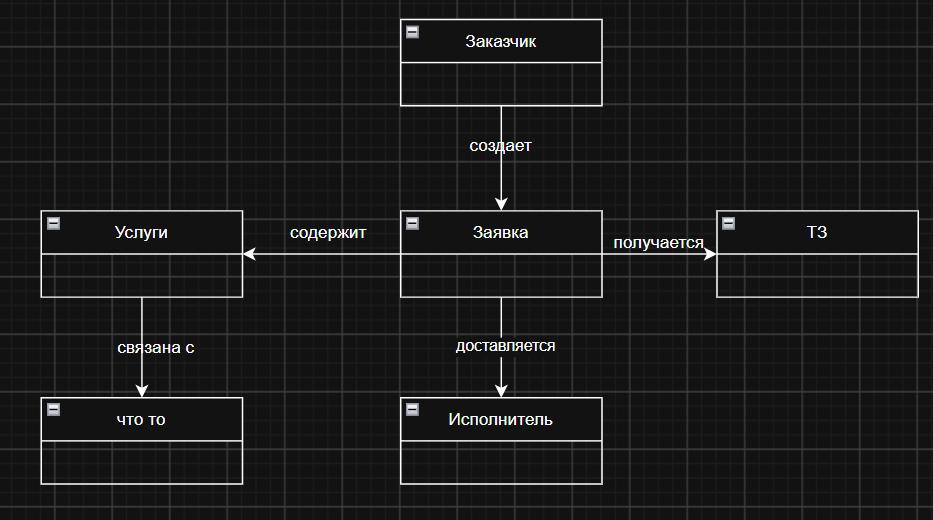 Заказчик
создает
Услуги
содержит
Заявка
получается
ТЗ
связана с
доставляется
что то
Исполнитель